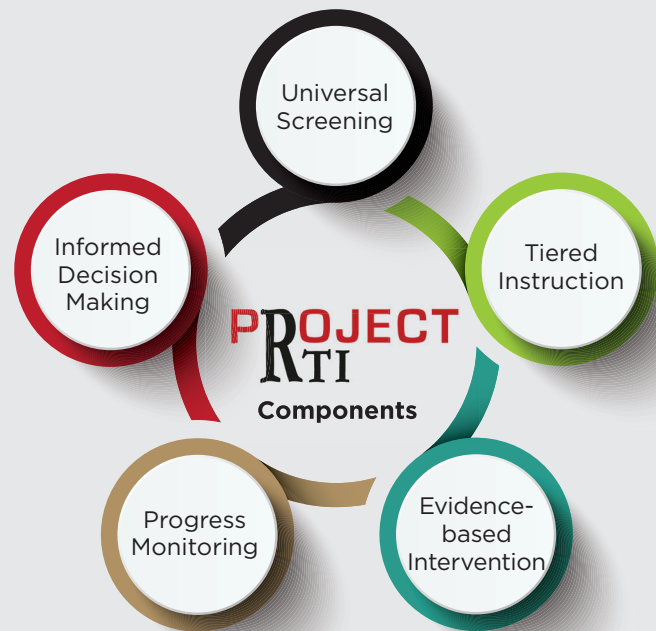 Universal
Screening
Tiered
Instruction
Evidence-
based
Intervention
Progress
Monitoring
Informed
Decision
Making
PROJECT
RTI
Components